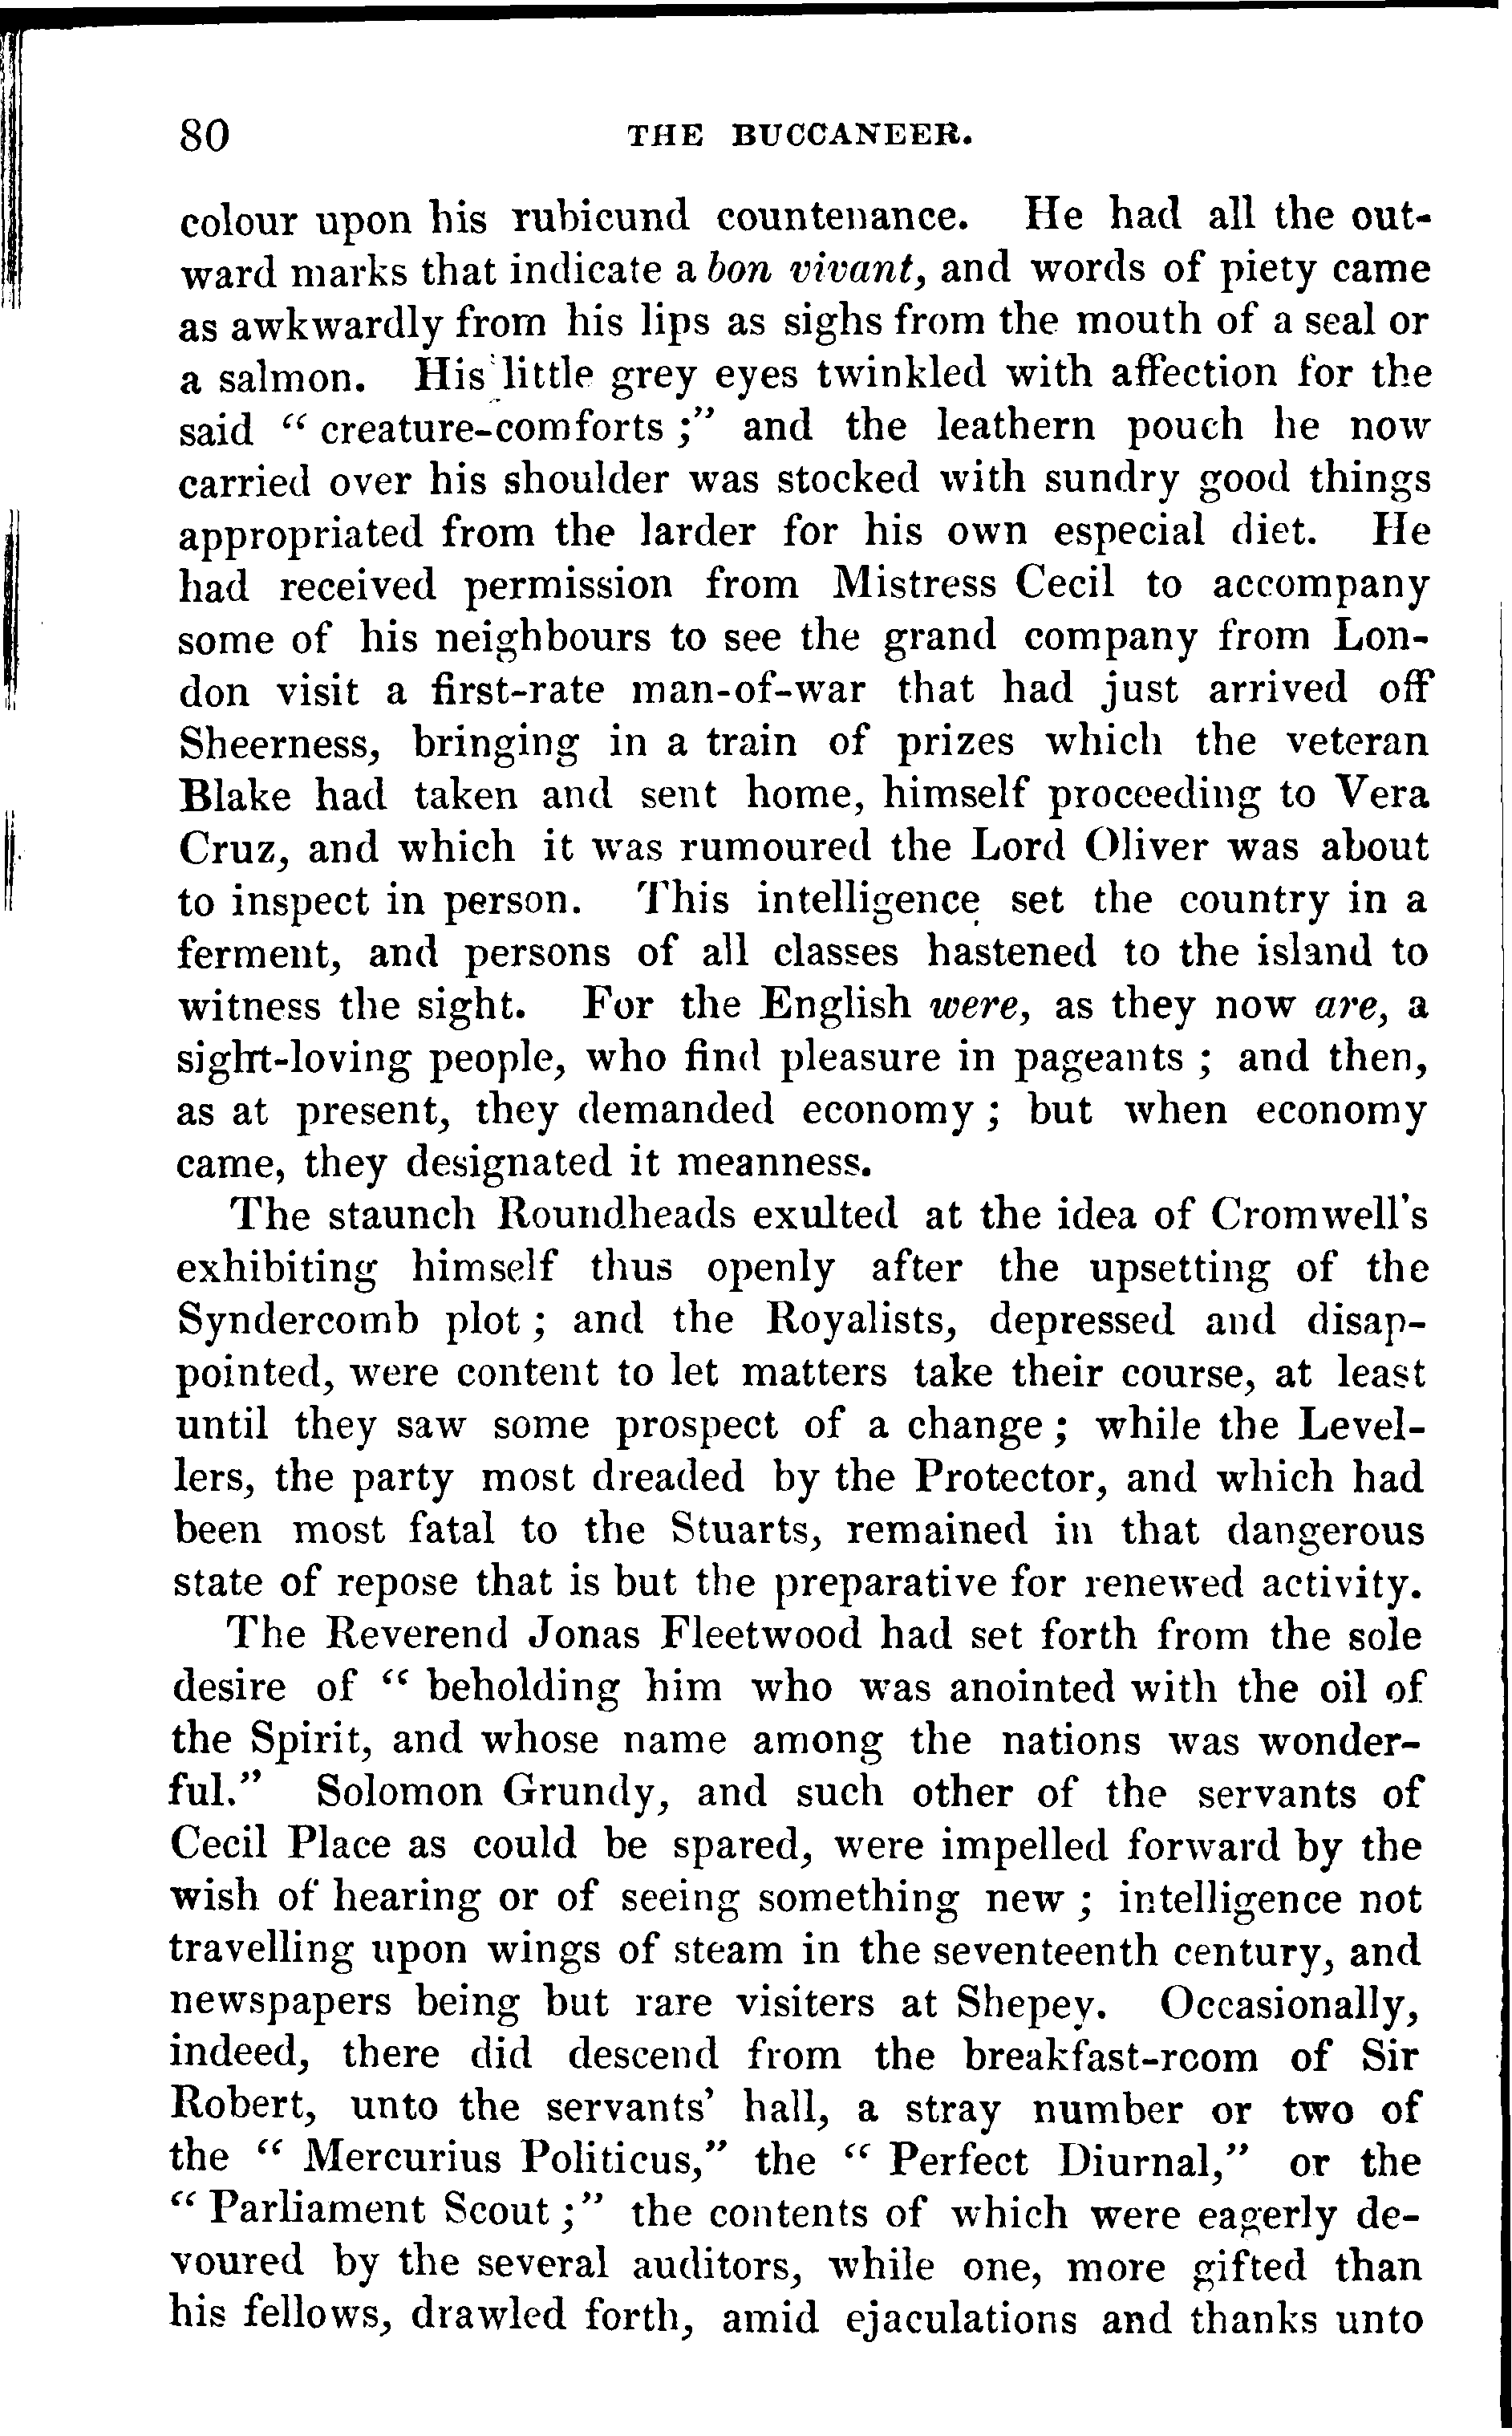 80 THE BUCCANEER.
colour upon his rubicund countenance. He had all the out-
ward marks that indicate a bon vivant, and words of piety came
as awkwardly from his lips as sighs from the mouth of a seal or
a salmon. His little grey eyes twinkled with affection for the
said “ creature-comforts ;” and the leathern pouch he now
carried over his shoulder was stocked with sundry good things
appropriated from the larder for his own especial diet. He
had received permission from Mistress Cecil to accompany
some of his neighbours to see the grand company from Lon-
don visit a first-rate man-of-war that had just arrived off
Sheerness, bringing in a train of prizes which the veteran
Blake had taken and sent home, himself proceeding to Vera
Cruz, and which it was rumoured the Lord Oliver was about
to inspect in person. This intelligence set the country in a
ferment, and persons of all classes hastened to the island to
witness the sight. For the English were, as they now are, a
sight-loving people, who find pleasure in pageants ; and then,
as at present, they demanded economy ; but when economy
came, they designated it meanness.
The staunch Roundheads exulted at the idea of Cromwell's
exhibiting himself thus openly after the upsetting of the
Syndercomb plot ; and the Royalists, depressed and disap-
pointed, were content to let matters take their course, at least
until they saw some prospect of a change ; while the Level-
lers, the party most dreaded by the Protector, and which had
been most fatal to the Stuarts, remained in that dangerous
state of repose that is but the preparative for renewed activity.
The Reverend Jonas Fleetwood had set forth from the sole
desire of “ beholding him who was anointed with the oil of
the Spirit, and whose name among the nations was wonder-
ful.” Solomon Grundy, and such other of the servants of
Cecil Place as could be spared, were impelled forward by the
wish of hearing or of seeing something new ; intelligence not
travelling upon wings of steam in the seventeenth century, and
newspapers being but rare visiters at Shepey. Occasionally,
indeed, there did descend from the breakfast-room of Sir
Robert, unto the servants' hall, a stray number or two of
the “ Mercurius Politicus,” the “ Perfect Diurnal,” or the
“ Parliament Scout ;” the contents of which were eagerly de-
voured by the several auditors, while one, more gifted than
his fellows, drawled forth, amid ejaculations and thanks unto